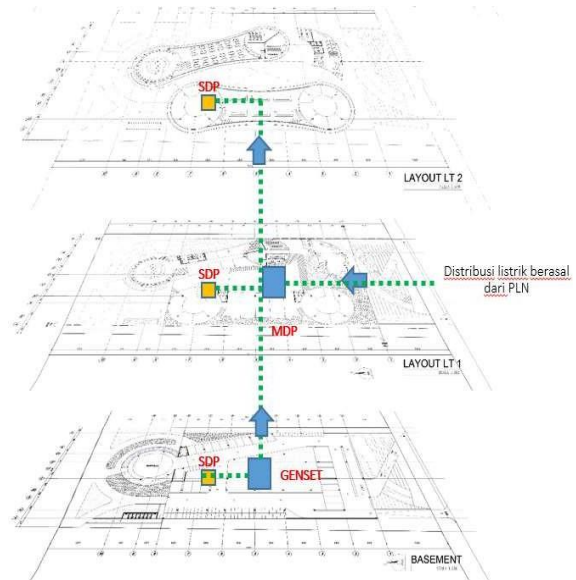 SDP
LAYOUT LT 2
SDP
MDP
Distribusi listrik berasal
dari PLN
LAYOUT LT 1
SDP
GENSET
BASEMENT